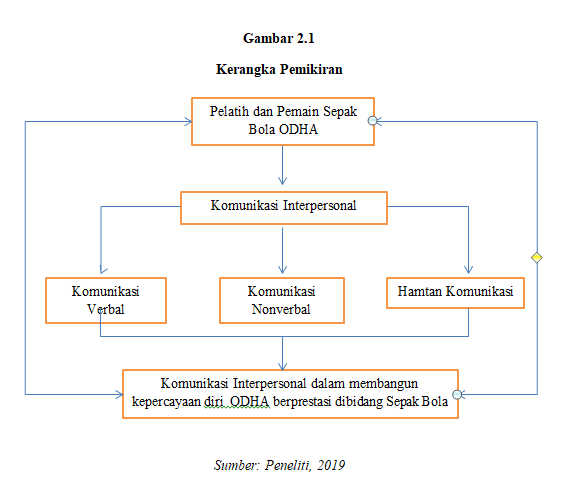 Gambar 2.1
Kerangka Pemikiran
Pelatih dan Pemain Sepak
Bola ODHA
Komunikasi Interpersonal
Komunikasi
Verbal
Komunikasi
Nonverbal
Hamtan Komunikasi
Komunikasi Interpersonal dalam membangun
kepercayaan diri ODHA berprestasi dibidang Sepak Bola
Sumber: Peneliti, 2019